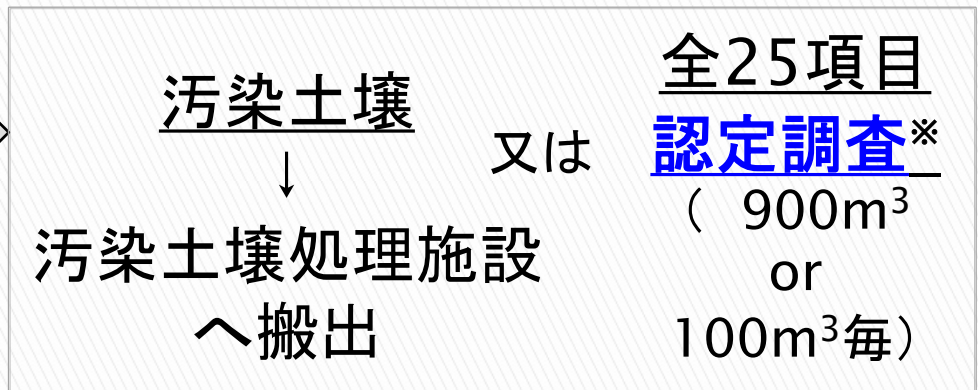 汚染土壌
↓
汚染土壌処理施設
へ搬出
又は
全25項目
認定調査※
（ 900m³
or
100m³毎）